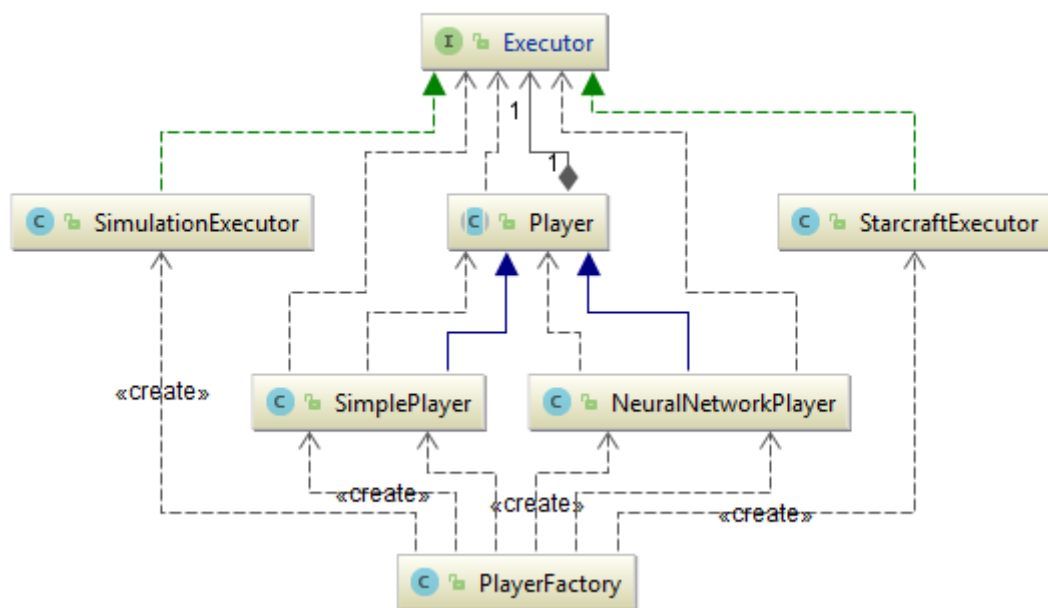 I Executor
1
1
C SimulationExecutor
C Player
C StarcraftExecutor
«create»
C SimplePlayer
C NeuralNetworkPlayer
«create»
«create»
«create»
C PlayerFactory